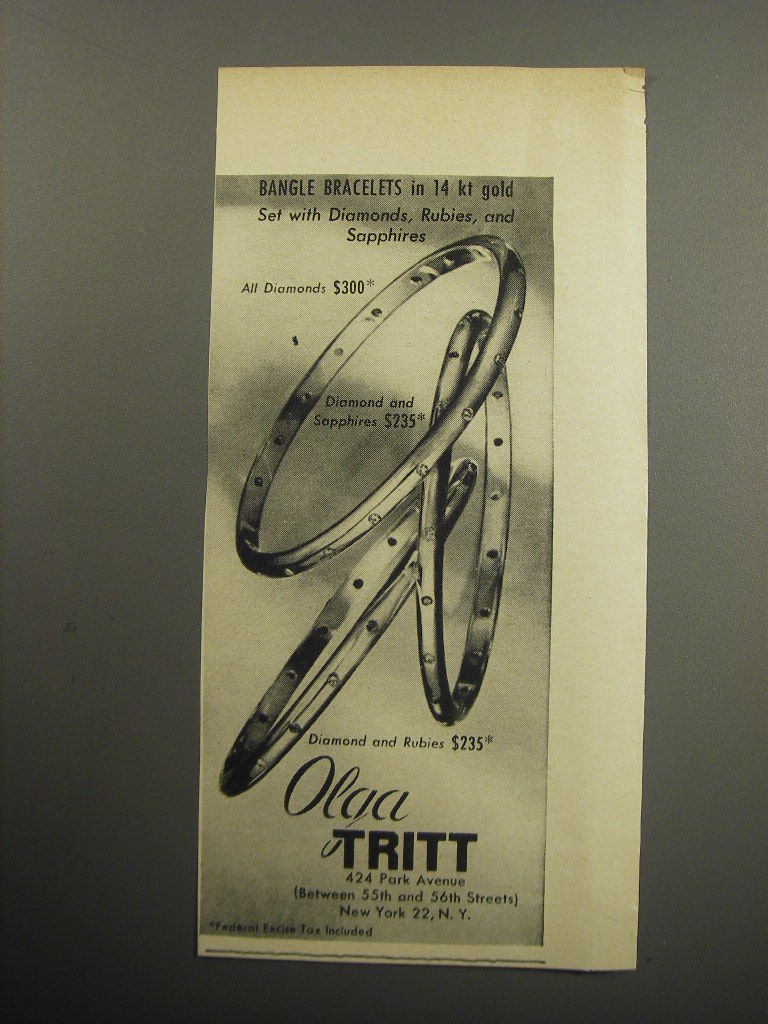 BANGLE BRACELETS in 14 kt gold
Set with Diamonds, Rubies, and
Sapphires
All Diamonds $300*
Diamond and
Sapphires $235*
Diamond and Rubies $235*
Olga
TRITT
424 Park Avenue
(Between 55th and 56th Streets)
New York 22, N. Y.
*Federal Excise Tax Included